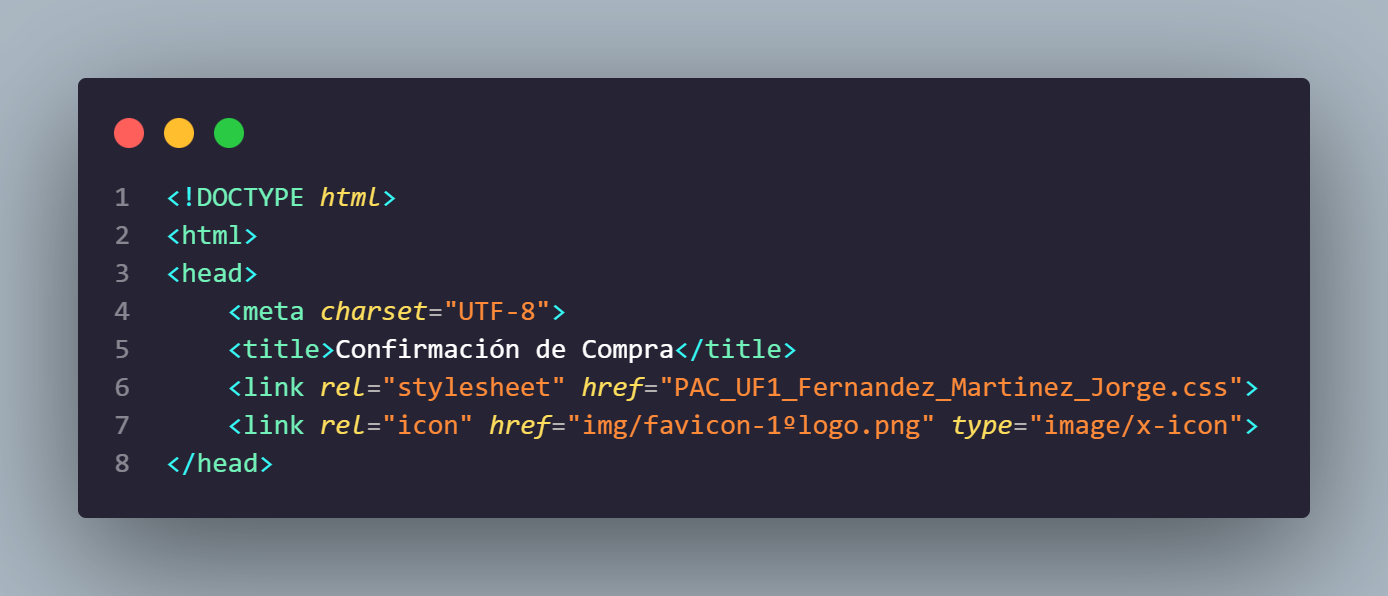 1 <!DOCTYPE html>
2 <html>
3 <head>
4     <meta charset="UTF-8">
5     <title>Confirmación de Compra</title>
6     <link rel="stylesheet" href="PAC_UF1_Fernandez_Martinez_Jorge.css">
7     <link rel="icon" href="img/favicon-1ºlogo.png" type="image/x-icon">
8 </head>